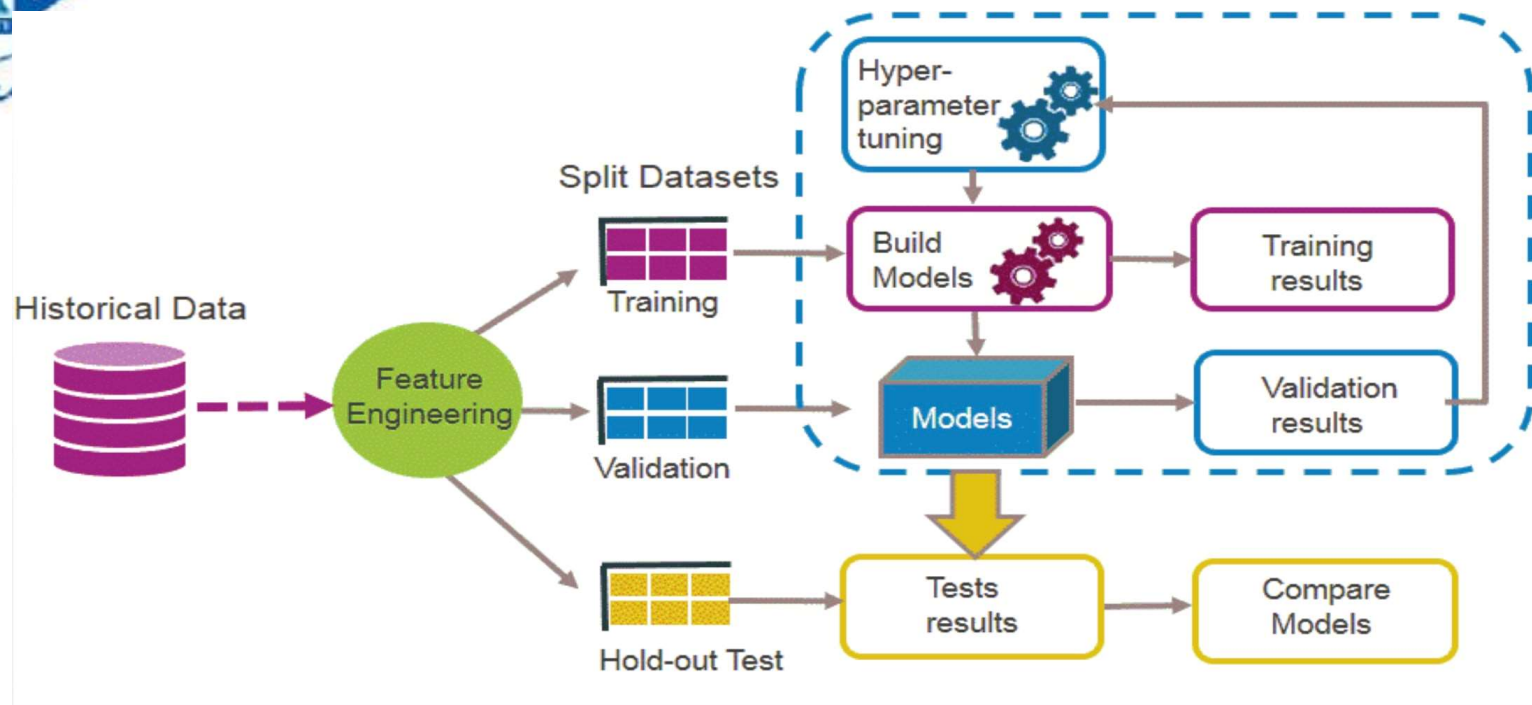 Historical Data
Feature
Engineering
Split Datasets
Training
Validation
Hold-out Test
Hyper-
parameter
tuning
Build
Models
Training
results
Models
Validation
results
Tests
results
Compare
Models